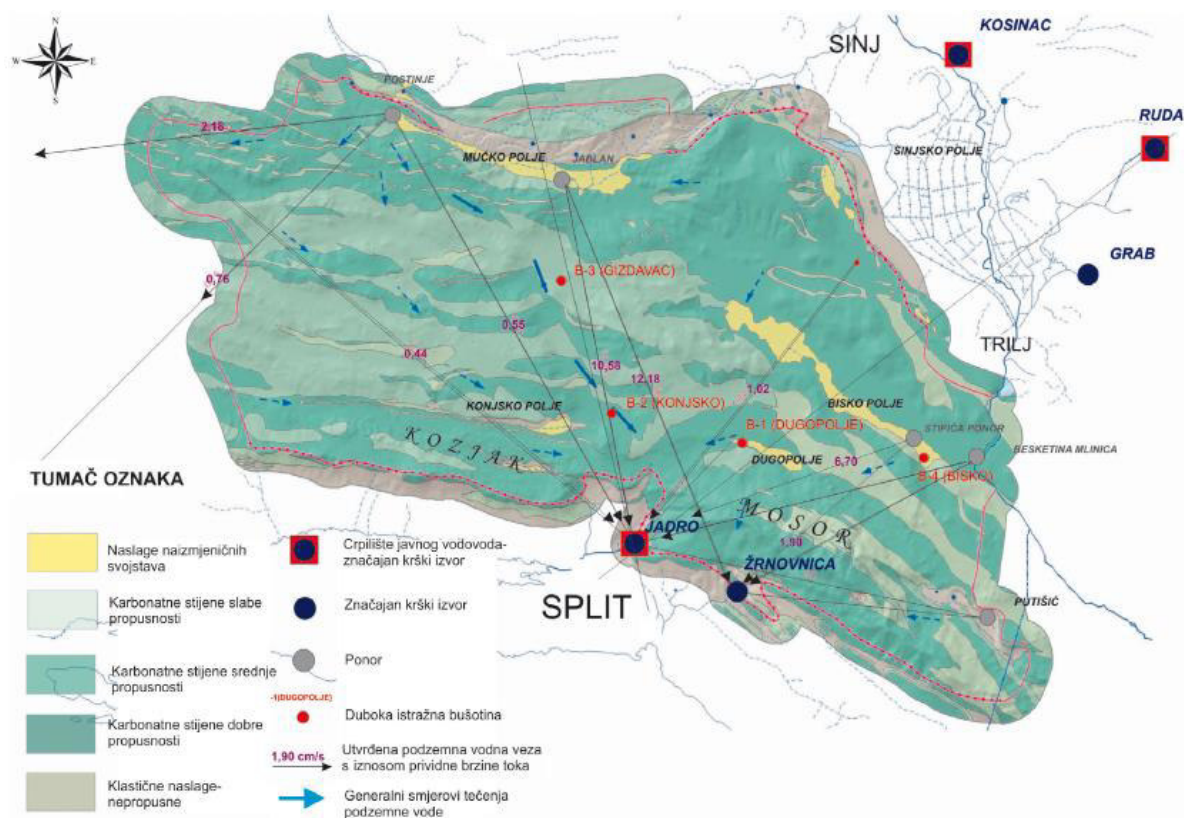 N
W E
S
POSTINJE
SINJ
KOSINAC
RUDA
2,18
MUĆKO POLJE
JABLAN
SINJSKO POLJE
GRAB
0,76
B-3 (GIZDAVAC)
TRILJ
0,55
0,44
10,58
12,18
1,02
B-2 (KONJSKO)
KONJSKO POLJE
BISKO POLJE
B-1 (DUGOPOLJE)
STIPIĆA PONOR
KOZJAK
DUGOPOLJE
6,70
BESKETINA MLINICA
B-4 (BISKO)
MOSOR
JADRO
1,90
ŽRNOVNICA
SPLIT
PUTIŠIĆ
TUMAČ OZNAKA
Naslage naizmjeničnih
svojstava
Karbonatne stijene slabe
propusnosti
Karbonatne stijene srednje
propusnosti
Karbonatne stijene dobre
propusnosti
Klastične naslage-
nepropusne
Crpilište javnog vodovoda-
značajan krški izvor
Značajan krški izvor
Ponor
-1(DUGOPOLJE)
Duboka istražna bušotina
1,90 cm/s
Utvrđena podzemna vodna veza
s iznosom prividne brzine toka
Generalni smjerovi tečenja
podzemne vode